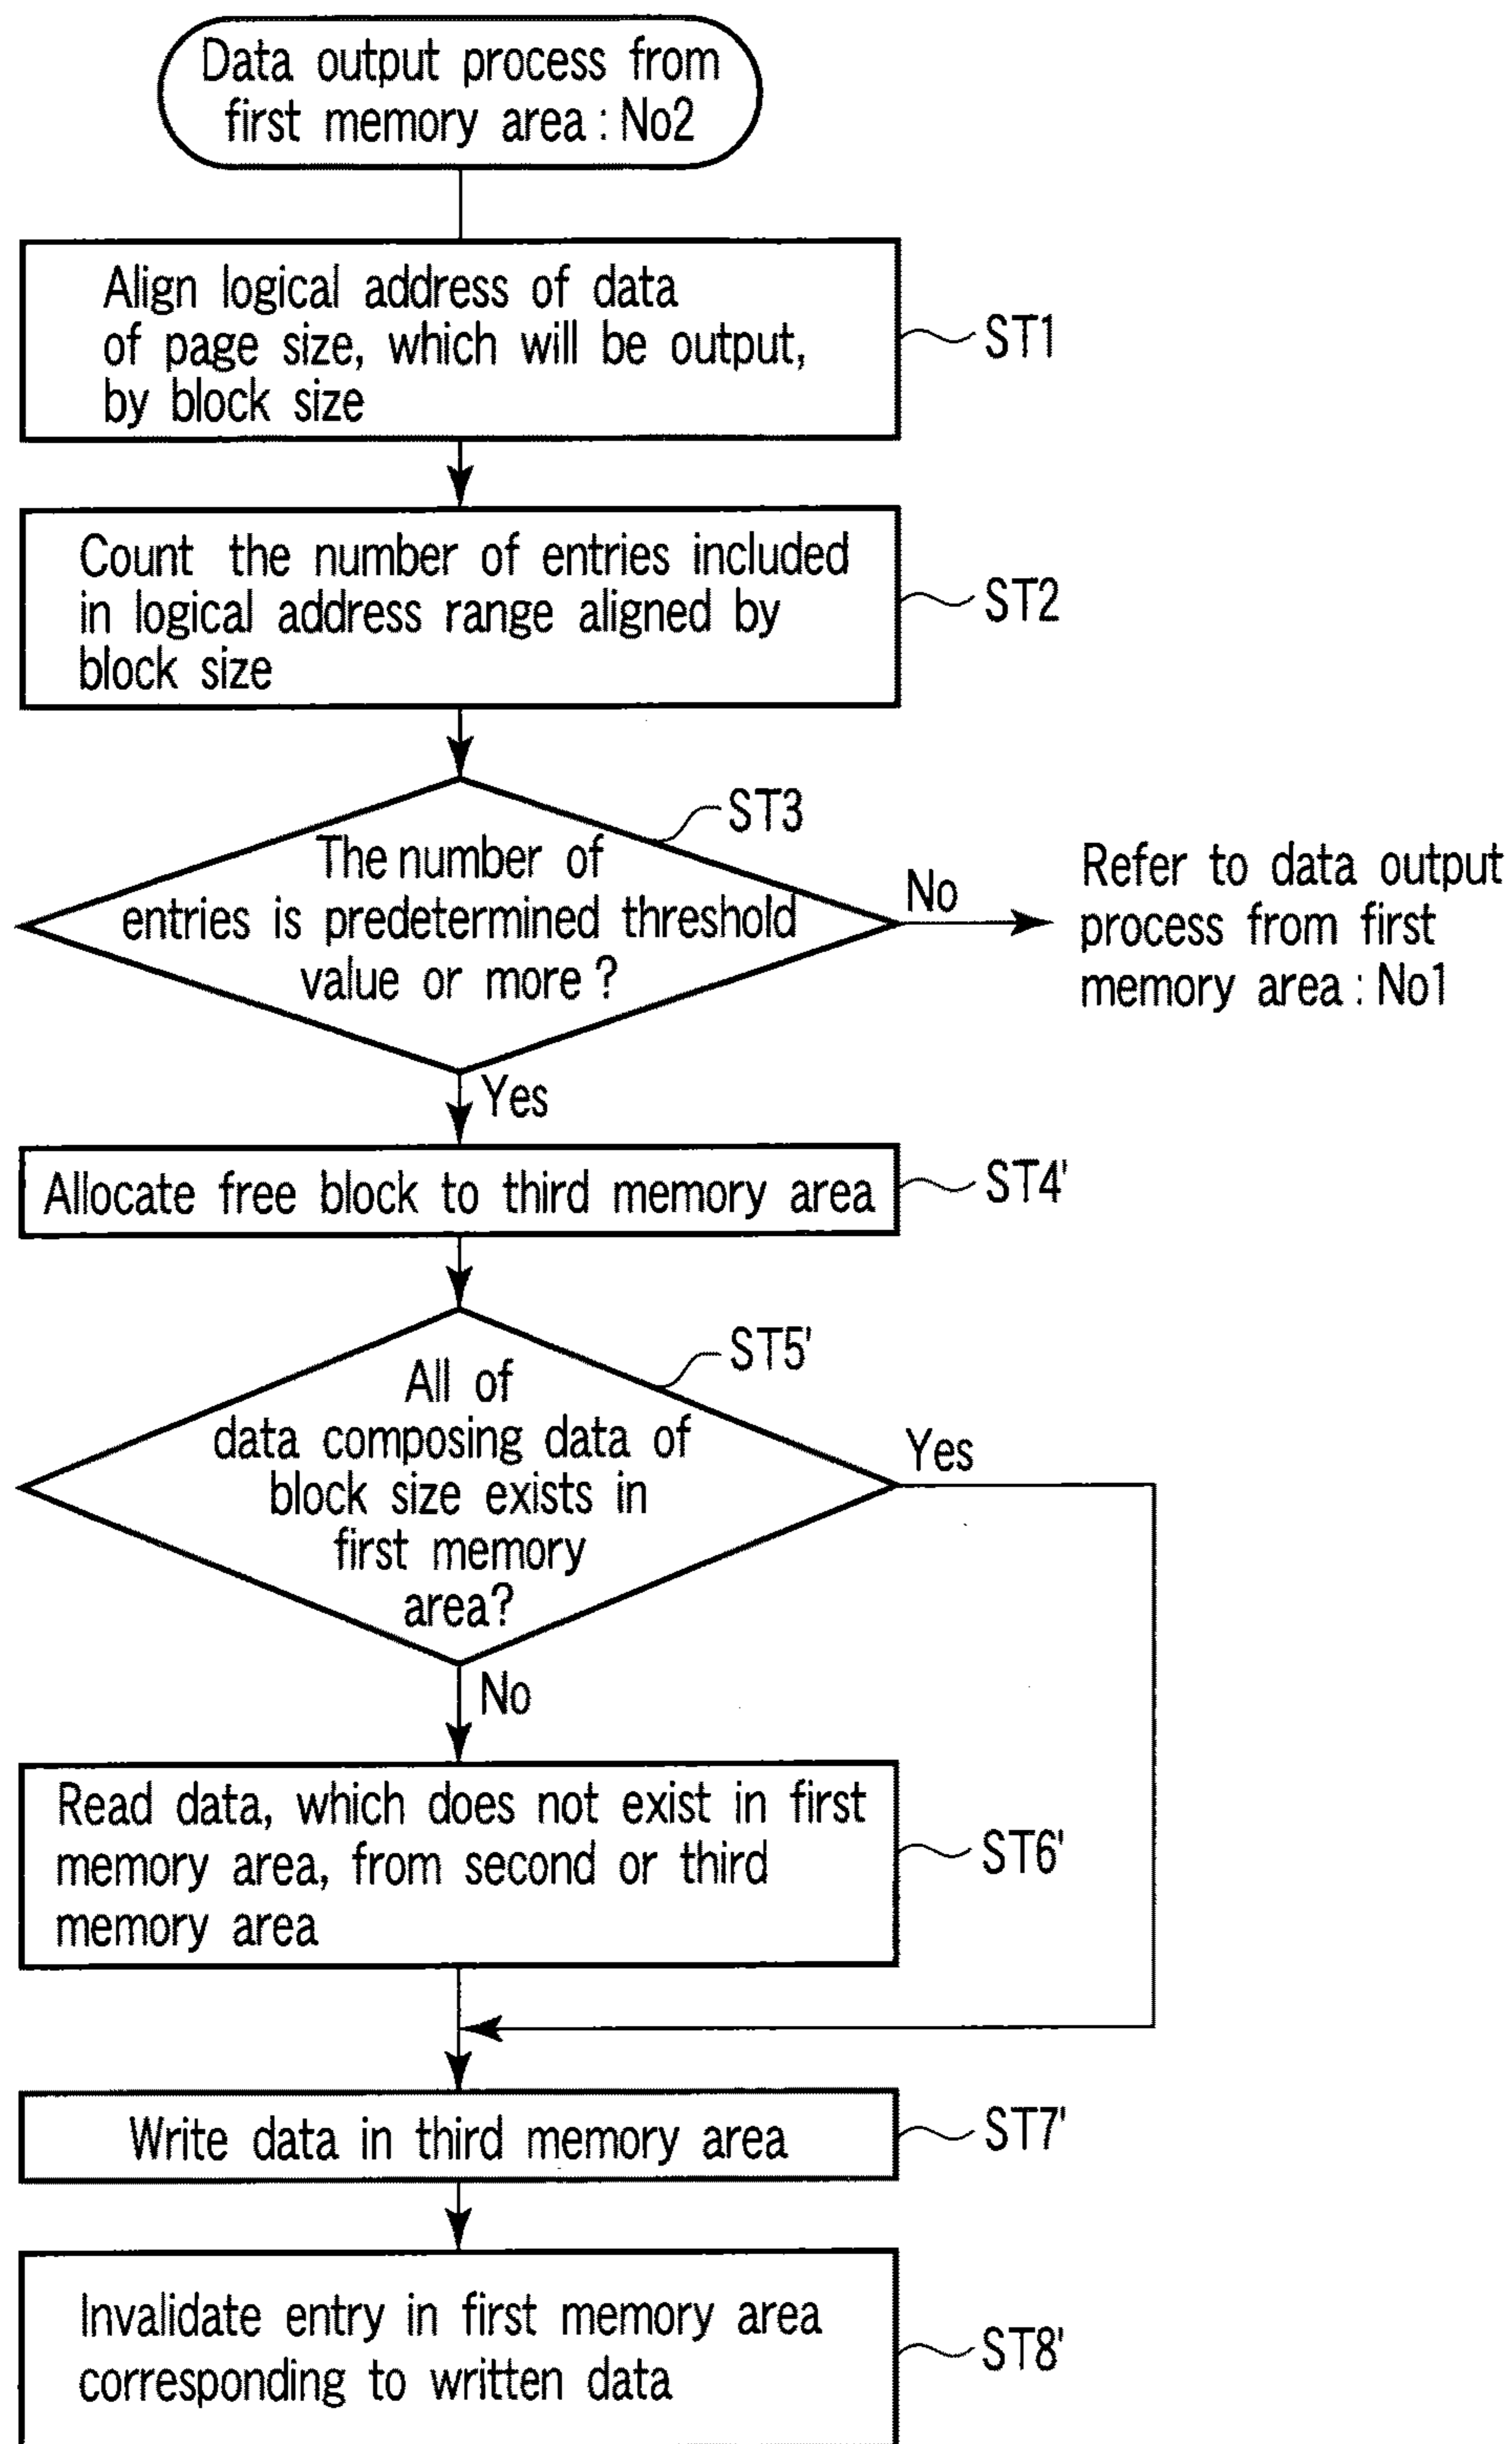 Data output process from
first memory area : No2
Align logical address of data
of page size, which will be output,
by block size
ST1
Count the number of entries included
in logical address range aligned by
block size
ST2
ST3
The number of
entries is predetermined threshold
value or more ?
No
Refer to data output
process from first
memory area : No1
Yes
Allocate free block to third memory area
ST4'
ST5'
All of
data composing data of
block size exists in
first memory
area?
Yes
No
Read data, which does not exist in first
memory area, from second or third
memory area
ST6'
Write data in third memory area
ST7'
Invalidate entry in first memory area
corresponding to written data
ST8'